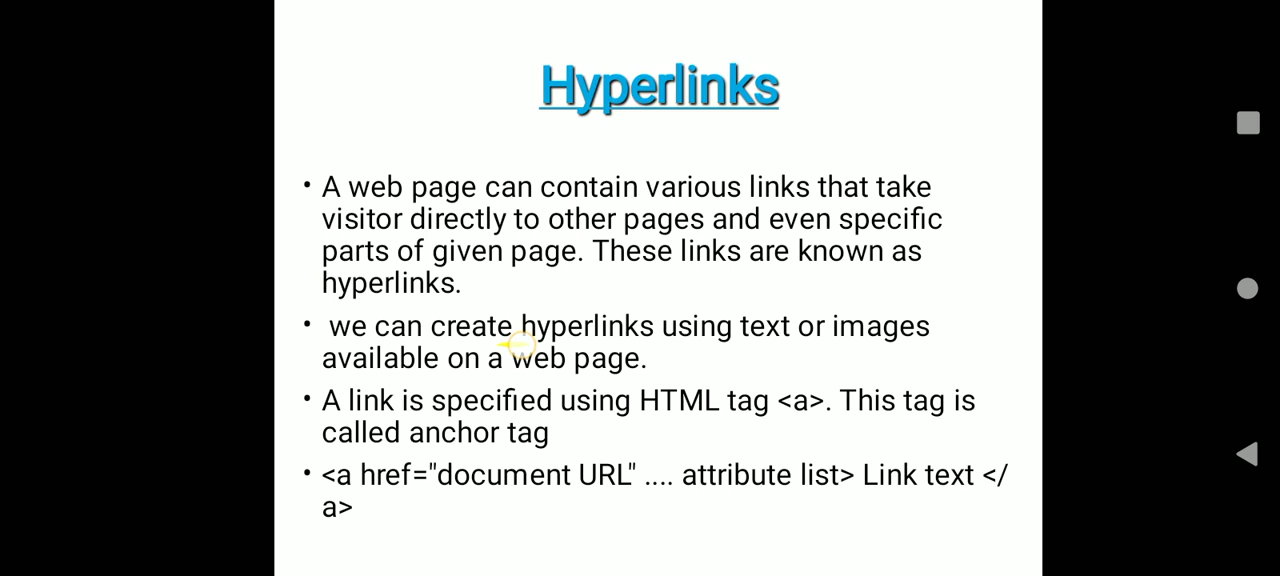 Hyperlinks
• A web page can contain various links that take
visitor directly to other pages and even specific
parts of given page. These links are known as
hyperlinks.
• we can create hyperlinks using text or images
available on a web page.
• A link is specified using HTML tag <a>. This tag is
called anchor tag
• <a href="document URL" .... attribute list> Link text </
a>